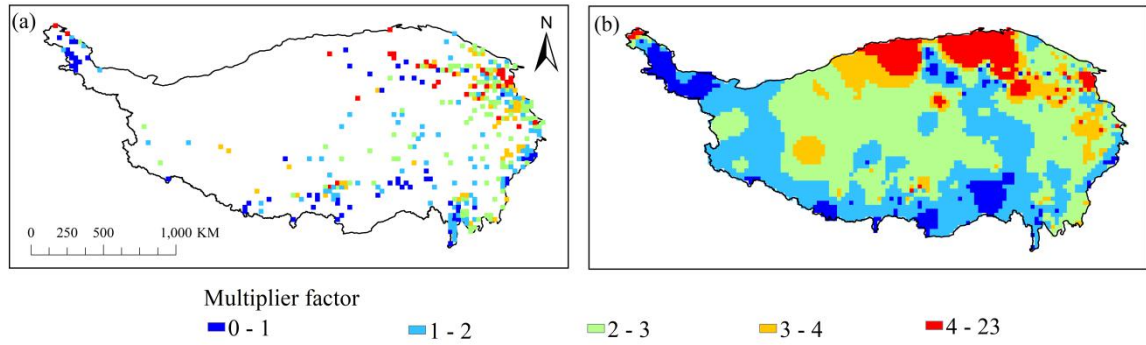 (a)
N
0 250 500 1,000 KM
(b)
Multiplier factor
0 - 1
1 - 2
2 - 3
3 - 4
4 - 23